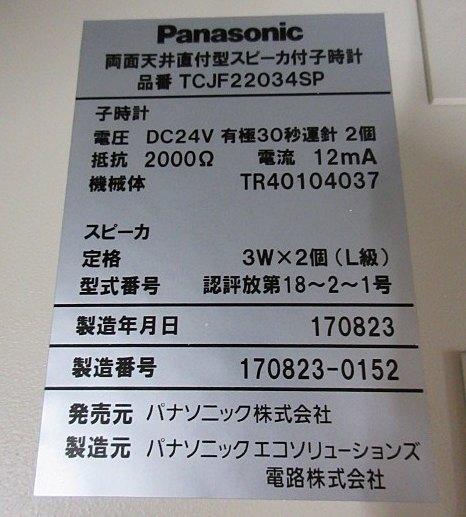 Panasonic
両面天井直付型スピーカ付子時計
品番 TCJF22034SP
子時計
電圧 DC24V 有極30秒運針 2個
抵抗 2000Ω 電流 12mA
機械体 TR40104037
スピーカ
定格 3W×2個(L級)
型式番号 認評放第18～2～1号
製造年月日 170823
製造番号 170823-0152
発売元 パナソニック株式会社
製造元 パナソニックエコソリューションズ
電路株式会社